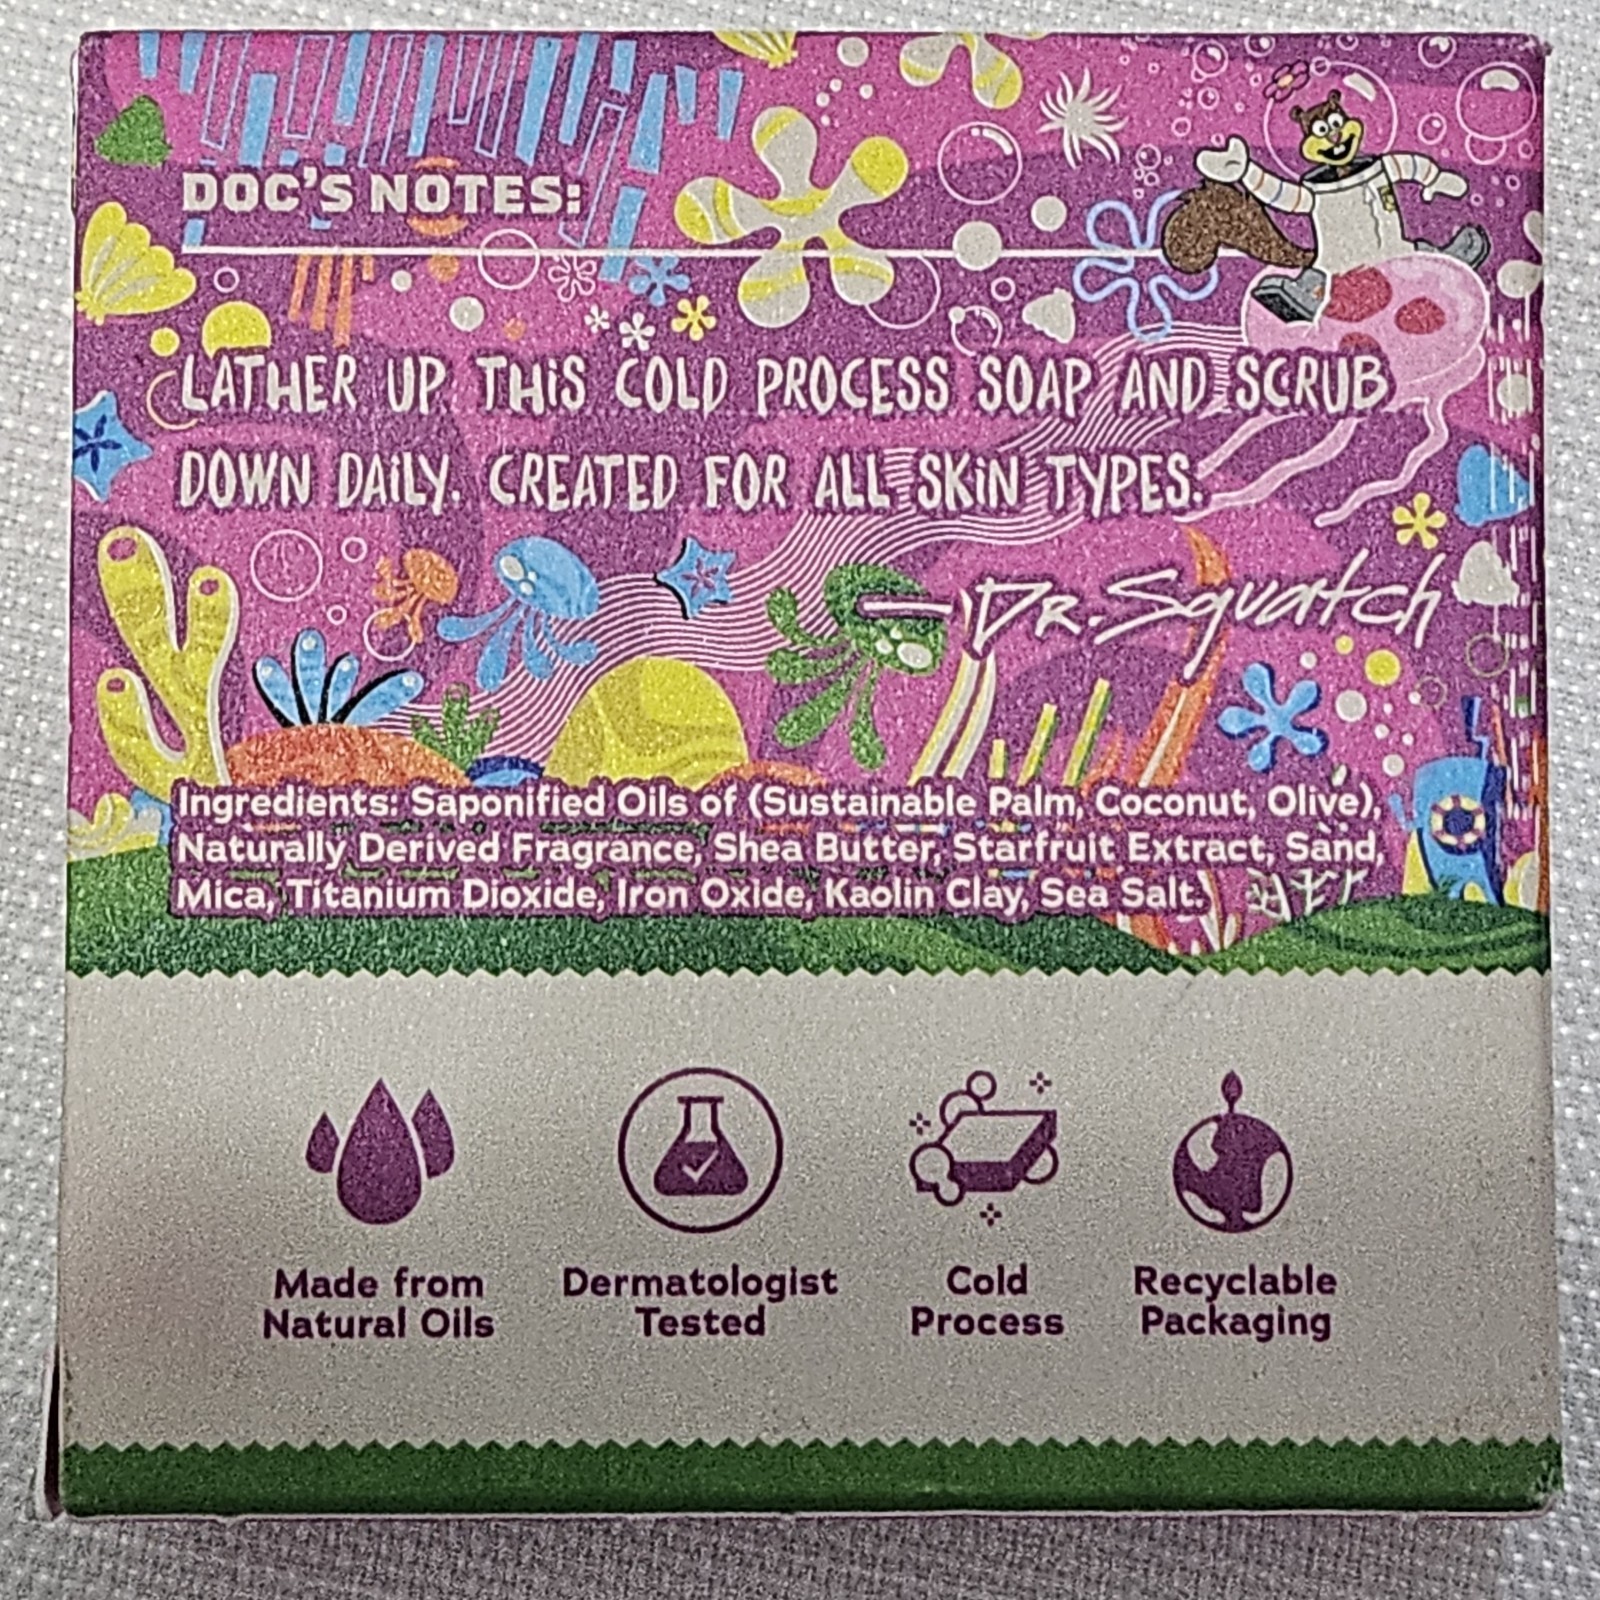 DOC'S NOTES:
LATHER UP THiS COLD PROCESS SOAP AND SCRUB
DOWN DAiLY. CREATED FOR ALL SKiN TYPES.
— DR. Squatch
Ingredients: Saponified Oils of (Sustainable Palm, Coconut, Olive),
Naturally Derived Fragrance, Shea Butter, Starfruit Extract, Sand,
Mica, Titanium Dioxide, Iron Oxide, Kaolin Clay, Sea Salt.
Made from
Natural Oils
Dermatologist
Tested
Cold
Process
Recyclable
Packaging